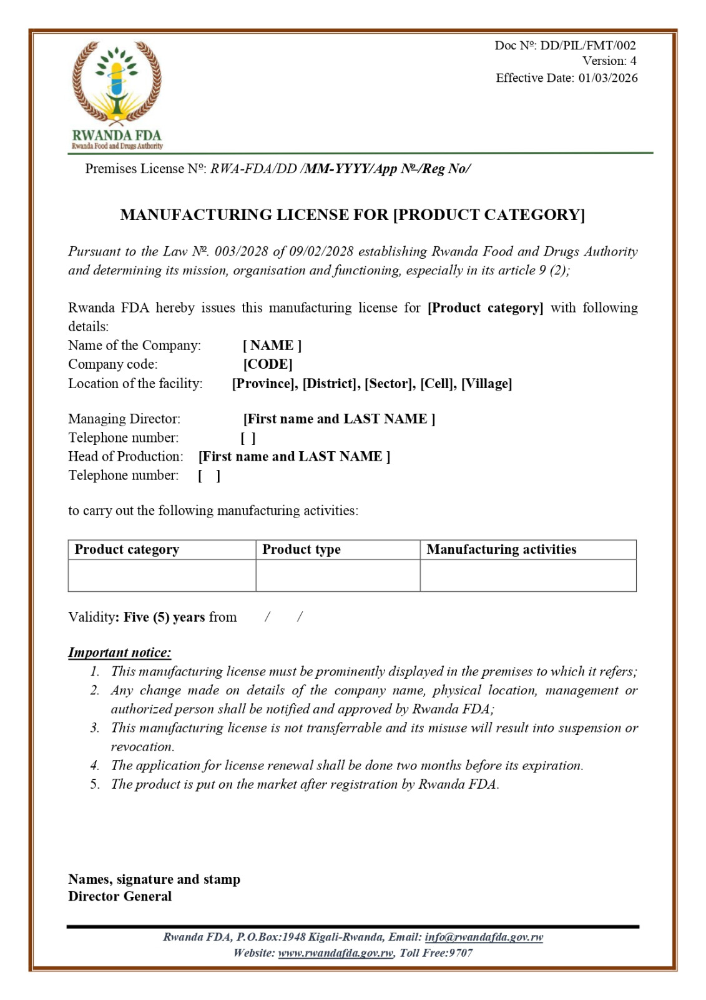 Doc Nº: DD/PIL/FMT/002
Version: 4
Effective Date: 01/03/2026
RWANDA FDA
Rwanda Food and Drugs Authority
Premises License Nº: RWA-FDA/DD /MM-YYYY/App Nº-/Reg No/
MANUFACTURING LICENSE FOR [PRODUCT CATEGORY]
Pursuant to the Law Nº. 003/2028 of 09/02/2028 establishing Rwanda Food and Drugs Authority
and determining its mission, organisation and functioning, especially in its article 9 (2);
Rwanda FDA hereby issues this manufacturing license for [Product category] with following
details:
Name of the Company: [ NAME ]
Company code: [CODE]
Location of the facility: [Province], [District], [Sector], [Cell], [Village]
Managing Director: [First name and LAST NAME ]
Telephone number: [ ]
Head of Production: [First name and LAST NAME ]
Telephone number: [ ]
to carry out the following manufacturing activities:
Product category Product type Manufacturing activities
Validity: Five (5) years from / /
Important notice:
1. This manufacturing license must be prominently displayed in the premises to which it refers;
2. Any change made on details of the company name, physical location, management or
authorized person shall be notified and approved by Rwanda FDA;
3. This manufacturing license is not transferrable and its misuse will result into suspension or
revocation.
4. The application for license renewal shall be done two months before its expiration.
5. The product is put on the market after registration by Rwanda FDA.
Names, signature and stamp
Director General
Rwanda FDA, P.O.Box:1948 Kigali-Rwanda, Email: info@rwandafda.gov.rw
Website: www.rwandafda.gov.rw, Toll Free:9707